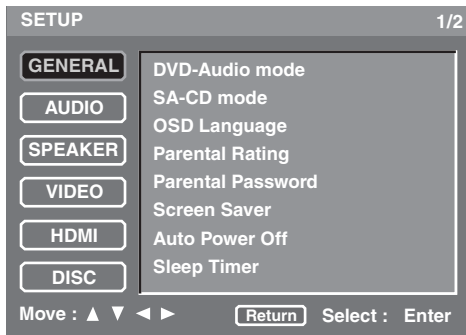 SETUP 1/2
GENERAL
AUDIO
SPEAKER
VIDEO
HDMI
DISC
DVD-Audio mode
SA-CD mode
OSD Language
Parental Rating
Parental Password
Screen Saver
Auto Power Off
Sleep Timer
Move : ▲ ▼ ◄ ► Return Select : Enter